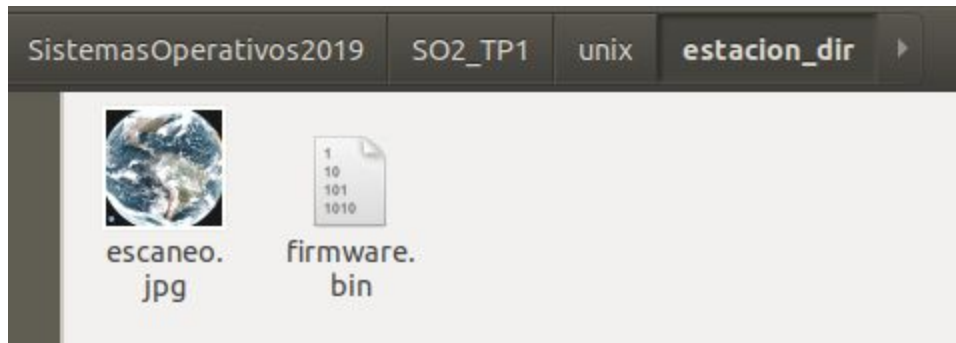 SistemasOperativos2019 SO2_TP1 unix estacion_dir
1
10
101
1010
escaneo.
jpg
firmware.
bin